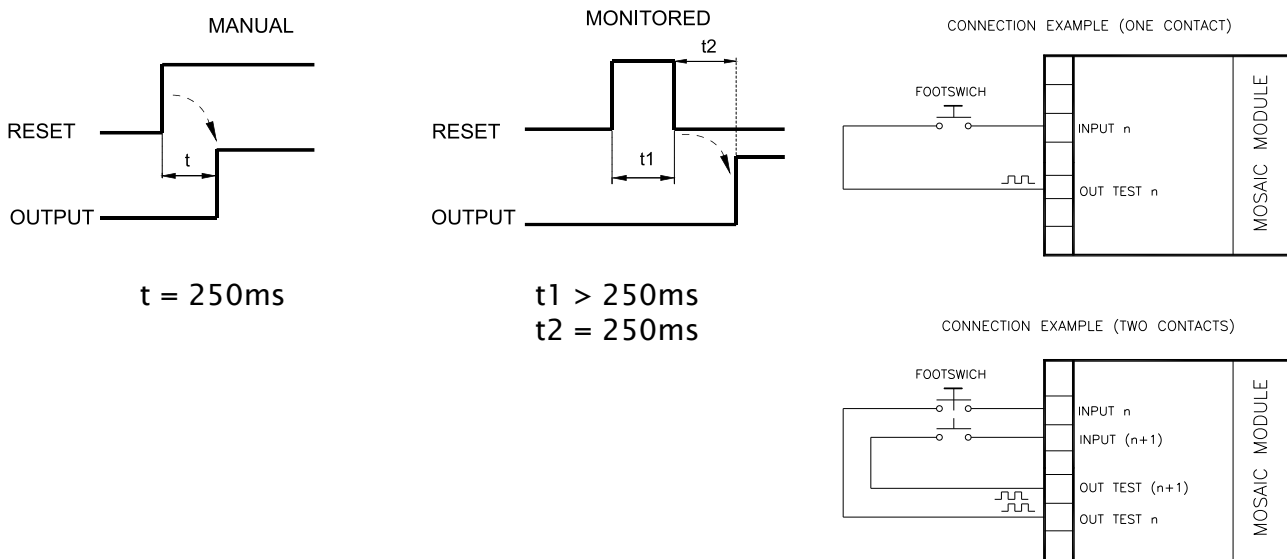 MANUAL
RESET
t
OUTPUT
t = 250ms
MONITORED
t2
RESET
t1
OUTPUT
t1 > 250ms
t2 = 250ms
CONNECTION EXAMPLE (ONE CONTACT)
FOOTSWICH
INPUT n
OUT TEST n
MOSAIC MODULE
CONNECTION EXAMPLE (TWO CONTACTS)
FOOTSWICH
INPUT n
INPUT (n+1)
OUT TEST (n+1)
OUT TEST n
MOSAIC MODULE